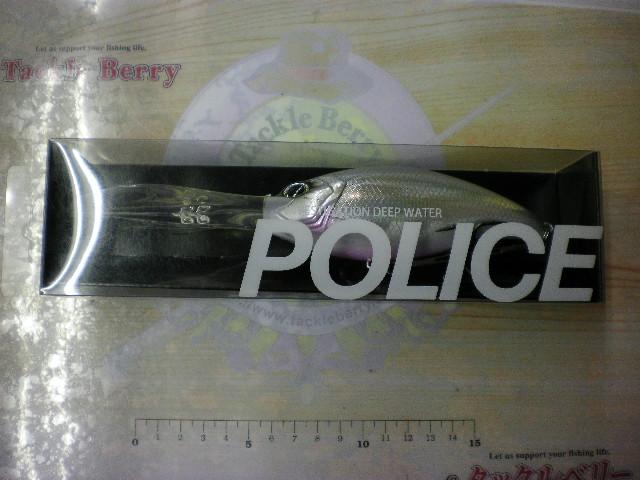 Let us support your fishing life.
Tackle Berry
Tackle Berry
DEEP WATER
POLICE
www.tackleberry
0 1 2 3 4 5 6 7 8 9 10 11 12 13 14 15
Let us support your fishing life.
タックルベリー